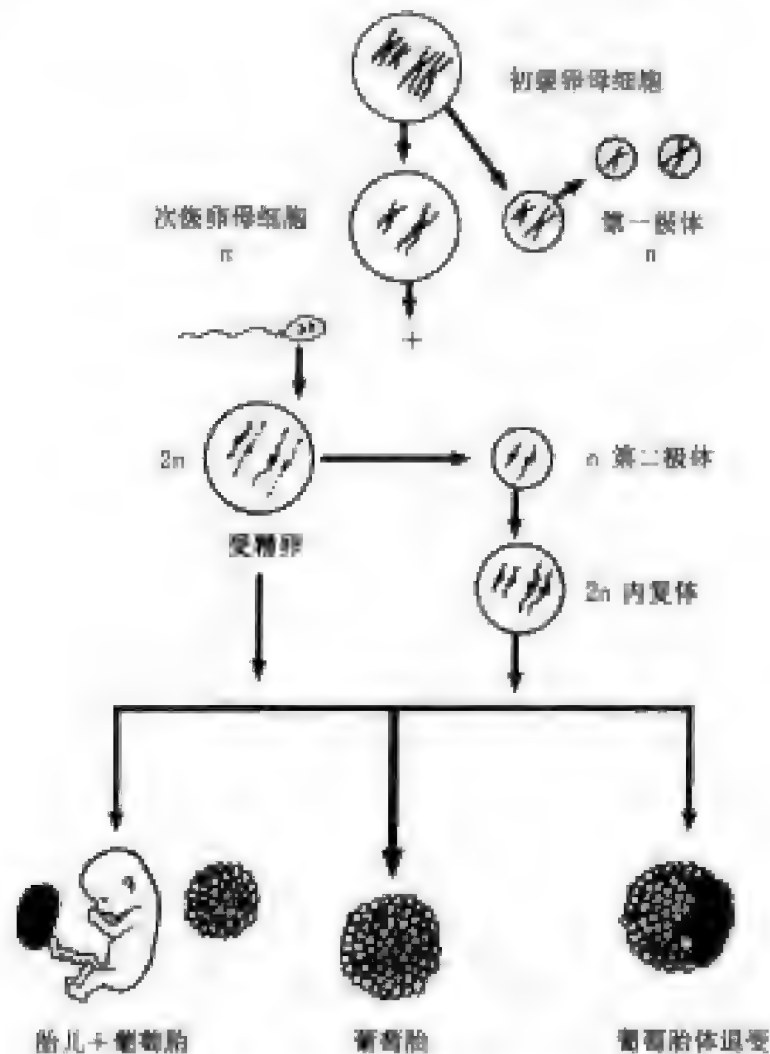 初级卵母细胞
次级卵母细胞
n
第一极体
n
+
2n
n 第二极体
受精卵
2n 内复体
胎儿+葡萄胎
葡萄胎
葡萄胎体退变